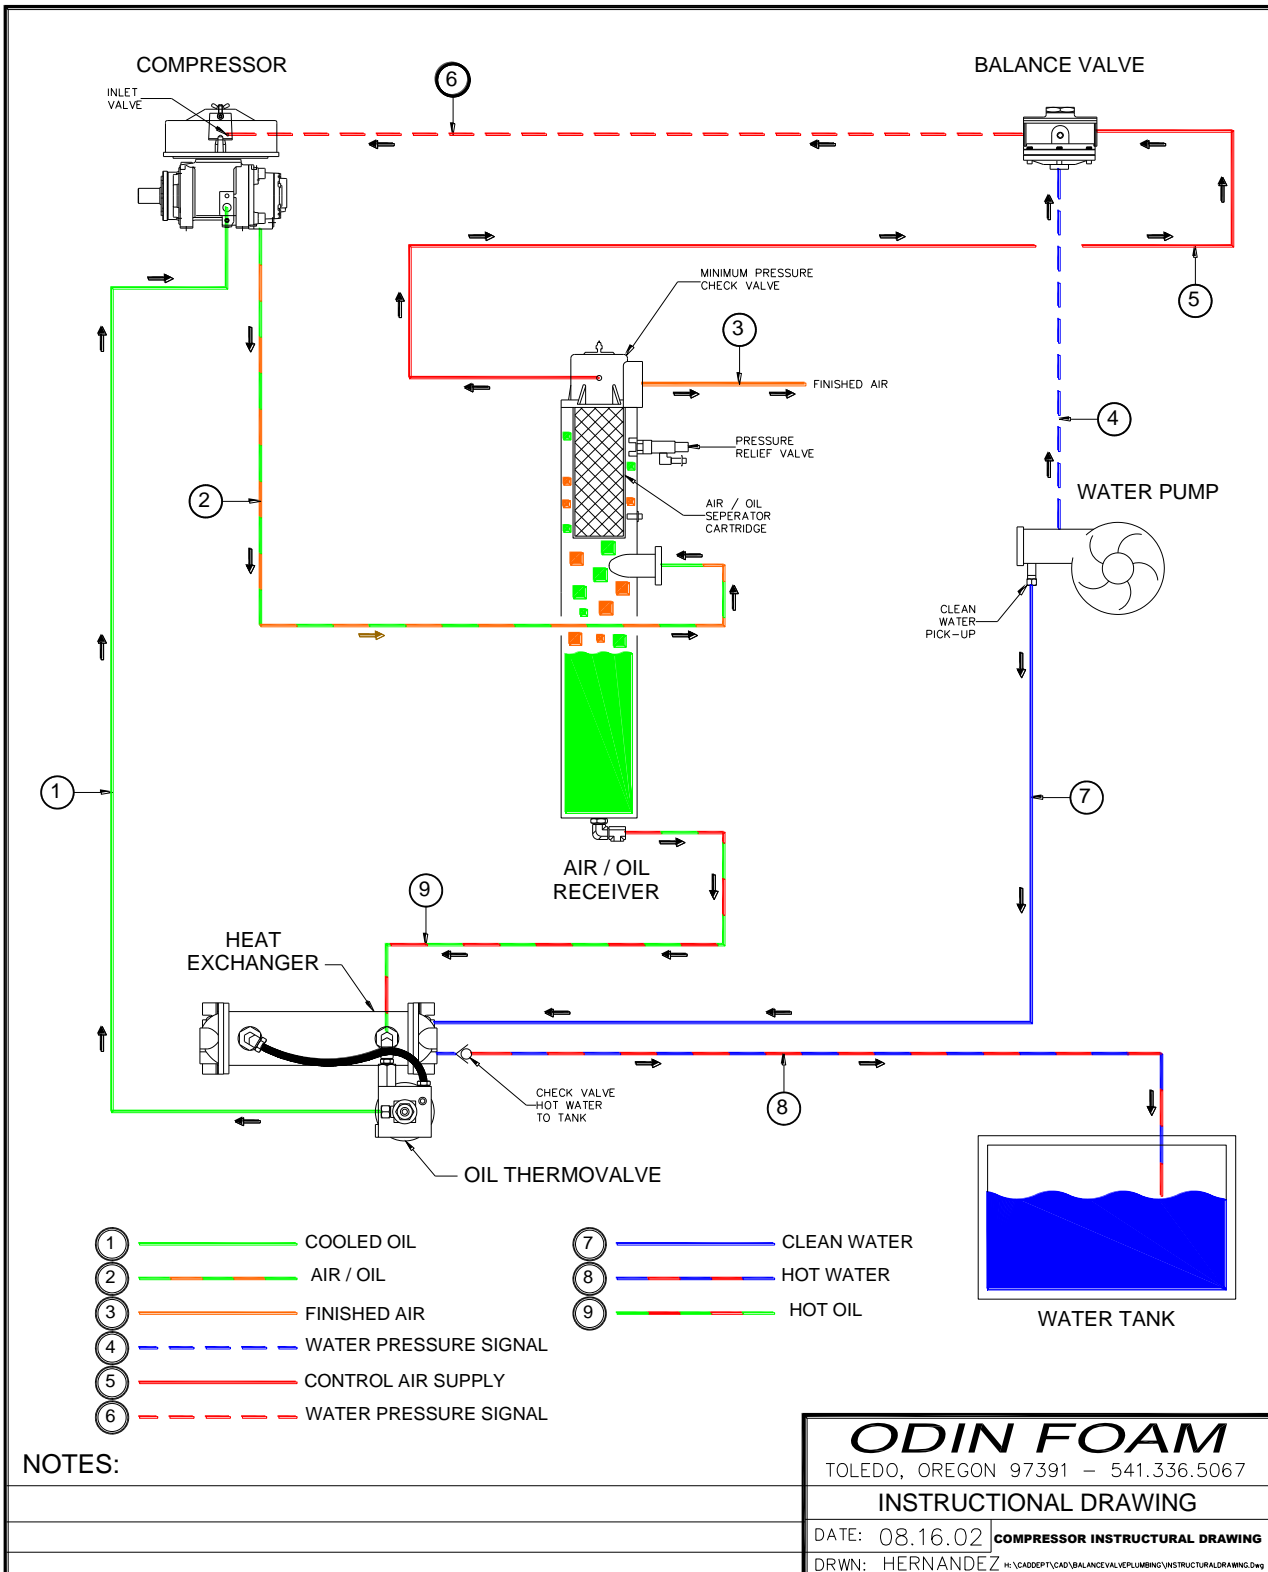 COMPRESSOR
BALANCE VALVE
INLET
VALVE
6
5
MINIMUM PRESSURE
CHECK VALVE
3
FINISHED AIR
4
PRESSURE
RELIEF VALVE
WATER PUMP
2
AIR / OIL
SEPERATOR
CARTRIDGE
CLEAN
WATER
PICK-UP
1
7
AIR / OIL
RECEIVER
9
HEAT
EXCHANGER
CHECK VALVE
HOT WATER
TO TANK
8
OIL THERMOVALVE
WATER TANK
1 COOLED OIL
2 AIR / OIL
3 FINISHED AIR
4 WATER PRESSURE SIGNAL
5 CONTROL AIR SUPPLY
6 WATER PRESSURE SIGNAL
7 CLEAN WATER
8 HOT WATER
9 HOT OIL
NOTES:
ODIN FOAM
TOLEDO, OREGON 97391 - 541.336.5067
INSTRUCTIONAL DRAWING
DATE: 08.16.02 COMPRESSOR INSTRUCTURAL DRAWING
DRWN: HERNANDEZ H:\CADDEPT\CAD\BALANCEVALVEPLUMBING\INSTRUCTURALDRAWING.Dwg